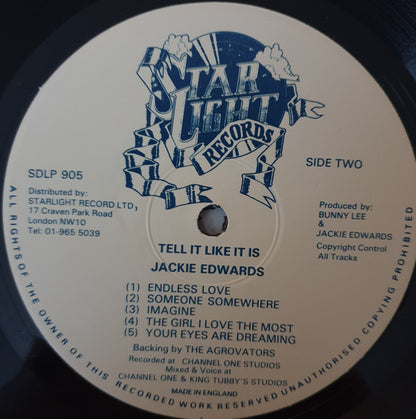 STAR
LIGHT
RECORDS
SDLP 905
SIDE TWO
Distributed by:
STARLIGHT RECORD LTD,
17 Craven Park Road
London NW10
Tel: 01-965 5039
Produced by:
BUNNY LEE
&
JACKIE EDWARDS
Copyright Control
All Tracks
TELL IT LIKE IT IS
JACKIE EDWARDS
(1) ENDLESS LOVE
(2) SOMEONE SOMEWHERE
(3) IMAGINE
(4) THE GIRL I LOVE THE MOST
(5) YOUR EYES ARE DREAMING
Backing by THE AGROVATORS
Recorded at CHANNEL ONE STUDIOS
Mixed & Voice at
CHANNEL ONE & KING TUBBY'S STUDIOS
MADE IN ENGLAND
ALL RIGHTS OF THE OWNER OF THIS RECORDED WORK RESERVED UNAUTHORISED COPYING PROHIBITED